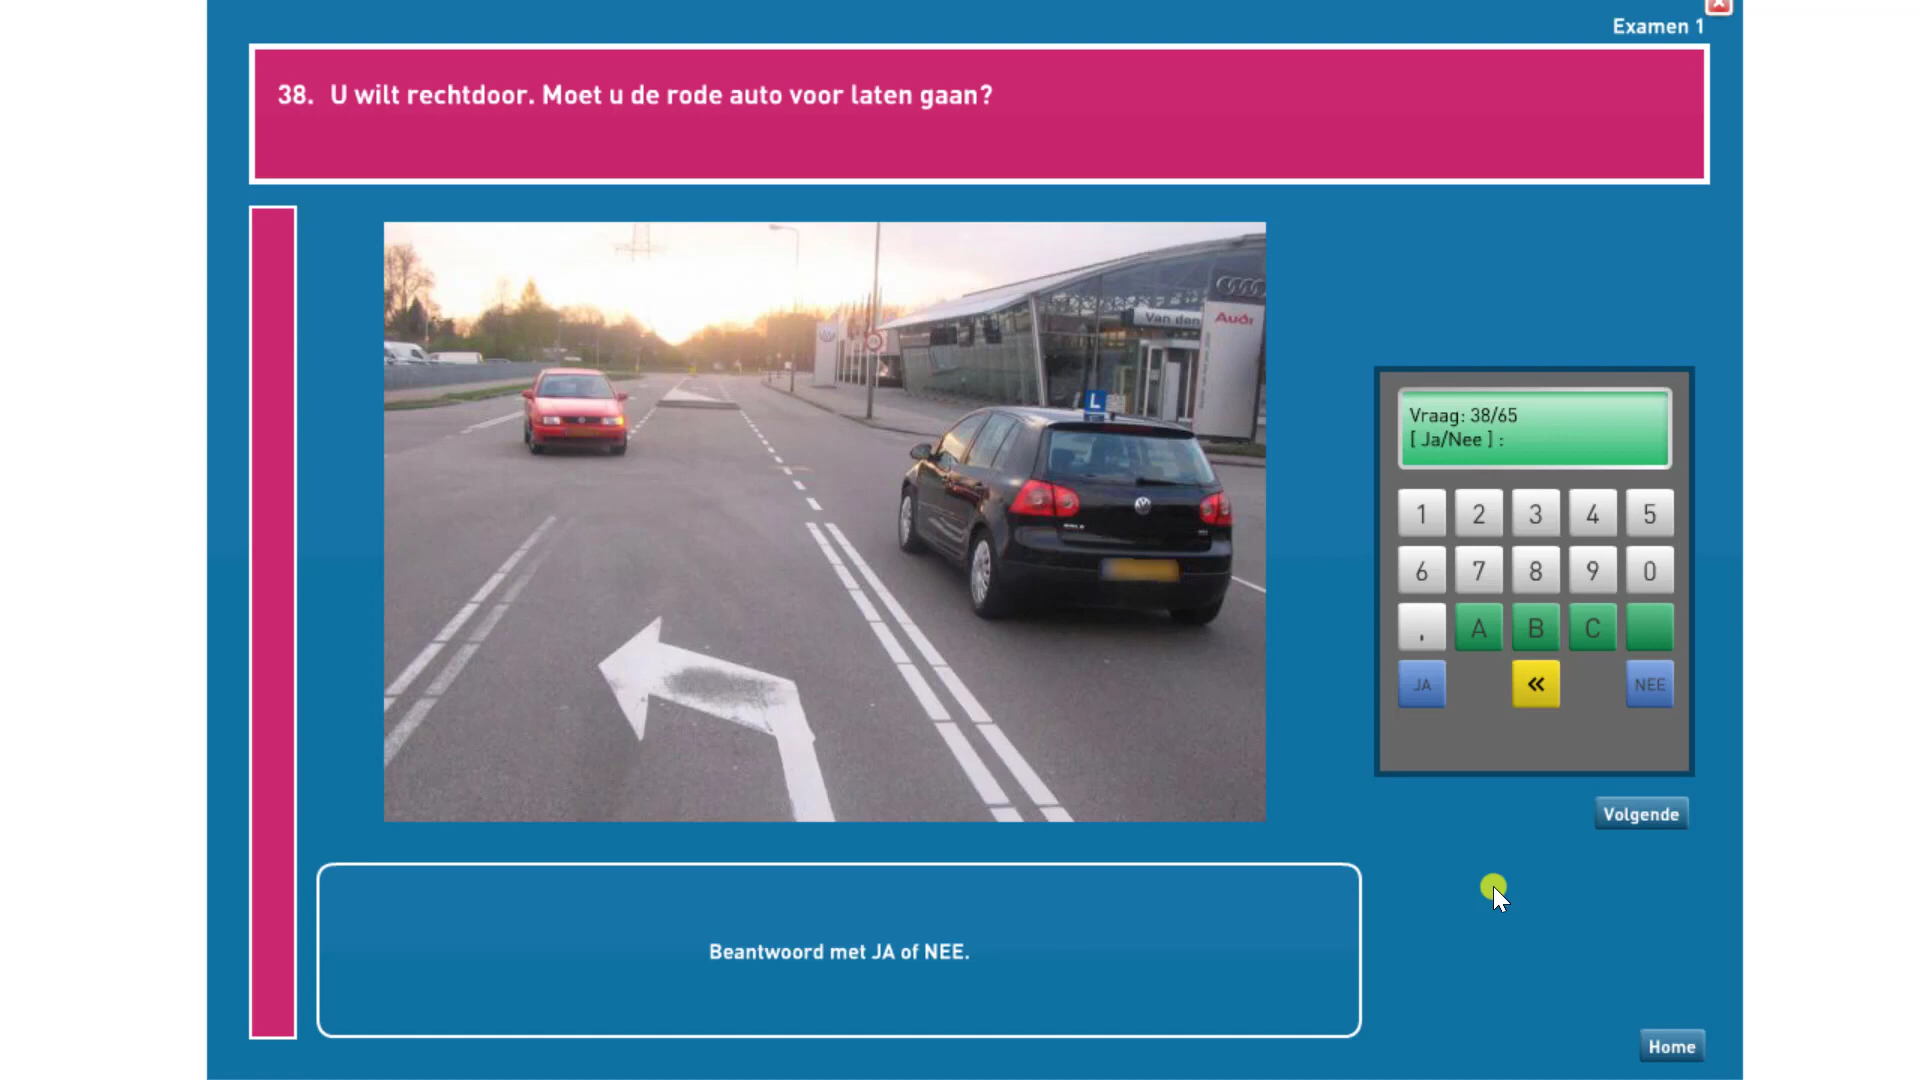 Examen 1
38. U wilt rechtdoor. Moet u de rode auto voor laten gaan?
Van den
Audi
L
Vraag: 38/65
[ Ja/Nee ] :
1 2 3 4 5
6 7 8 9 0
, A B C
JA « NEE
Volgende
Beantwoord met JA of NEE.
Home